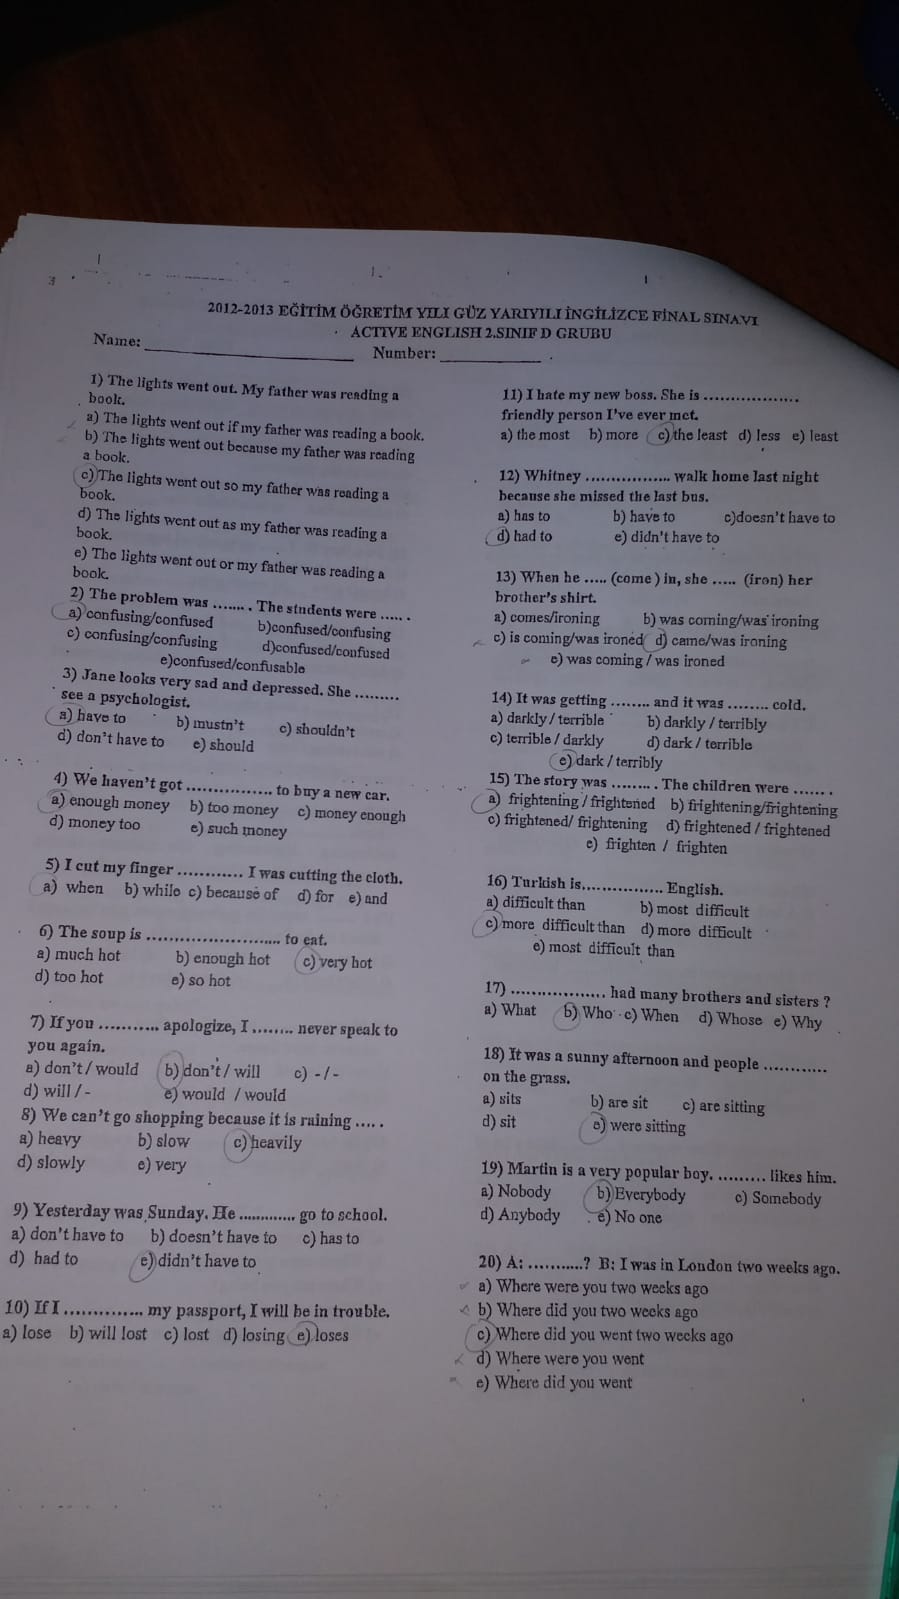 2012-2013 EĞİTİM ÖĞRETİM YILI GÜZ YARIYILI İNGİLİZCE FİNAL SINAVI
ACTIVE ENGLISH 2.SINIF D GRUBU
Name: ____________ Number: ____________
1) The lights went out. My father was reading a
book.
a) The lights went out if my father was reading a book.
b) The lights went out because my father was reading
a book.
c) The lights went out so my father was reading a
book.
d) The lights went out as my father was reading a
book.
e) The lights went out or my father was reading a
book.
2) The problem was ....... . The students were ..... .
a) confusing/confused b)confused/confusing
c) confusing/confusing d)confused/confused
e)confused/confusable
3) Jane looks very sad and depressed. She .........
see a psychologist.
a) have to b) mustn't c) shouldn't
d) don't have to e) should
4) We haven't got ................ to buy a new car.
a) enough money b) too money c) money enough
d) money too e) such money
5) I cut my finger ............ I was cutting the cloth.
a) when b) while c) because of d) for e) and
6) The soup is ......................... to eat.
a) much hot b) enough hot c) very hot
d) too hot e) so hot
7) If you ........... apologize, I ........ never speak to
you again.
a) don't / would b) don't / will c) - / -
d) will / - e) would / would
8) We can't go shopping because it is raining .... .
a) heavy b) slow c) heavily
d) slowly e) very
9) Yesterday was Sunday. He ............ go to school.
a) don't have to b) doesn't have to c) has to
d) had to e) didn't have to
10) If I .............. my passport, I will be in trouble.
a) lose b) will lost c) lost d) losing e) loses
11) I hate my new boss. She is ..................
friendly person I've ever met.
a) the most b) more c) the least d) less e) least
12) Whitney ................ walk home last night
because she missed the last bus.
a) has to b) have to c)doesn't have to
d) had to e) didn't have to
13) When he ..... (come ) in, she ..... (iron) her
brother's shirt.
a) comes/ironing b) was coming/was ironing
c) is coming/was ironed d) came/was ironing
e) was coming / was ironed
14) It was getting ........ and it was ........ cold.
a) darkly / terrible b) darkly / terribly
c) terrible / darkly d) dark / terrible
e) dark / terribly
15) The story was ........ . The children were ...... .
a) frightening / frightened b) frightening/frightening
c) frightened/ frightening d) frightened / frightened
e) frighten / frighten
16) Turkish is................ English.
a) difficult than b) most difficult
c) more difficult than d) more difficult
e) most difficult than
17) .................. had many brothers and sisters ?
a) What b) Who c) When d) Whose e) Why
18) It was a sunny afternoon and people ............
on the grass.
a) sits b) are sit c) are sitting
d) sit e) were sitting
19) Martin is a very popular boy. ......... likes him.
a) Nobody b) Everybody c) Somebody
d) Anybody e) No one
20) A: ...........? B: I was in London two weeks ago.
a) Where were you two weeks ago
b) Where did you two weeks ago
c) Where did you went two weeks ago
d) Where were you went
e) Where did you went